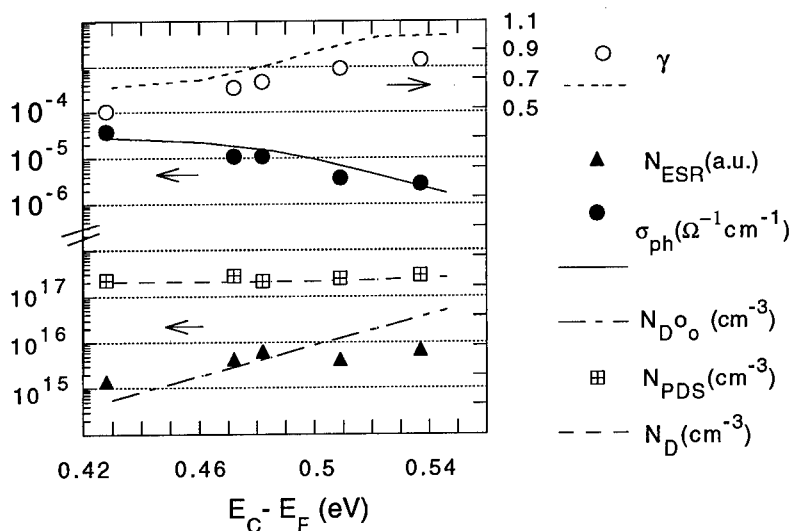 1.1
0.9
0.7
0.5
10⁻⁴
10⁻⁵
10⁻⁶
10¹⁷
10¹⁶
10¹⁵
0.42 0.46 0.5 0.54
E_C - E_F (eV)
γ
N_ESR(a.u.)
σ_ph(Ω⁻¹cm⁻¹)
N_D⁰₀ (cm⁻³)
N_PDS(cm⁻³)
N_D(cm⁻³)